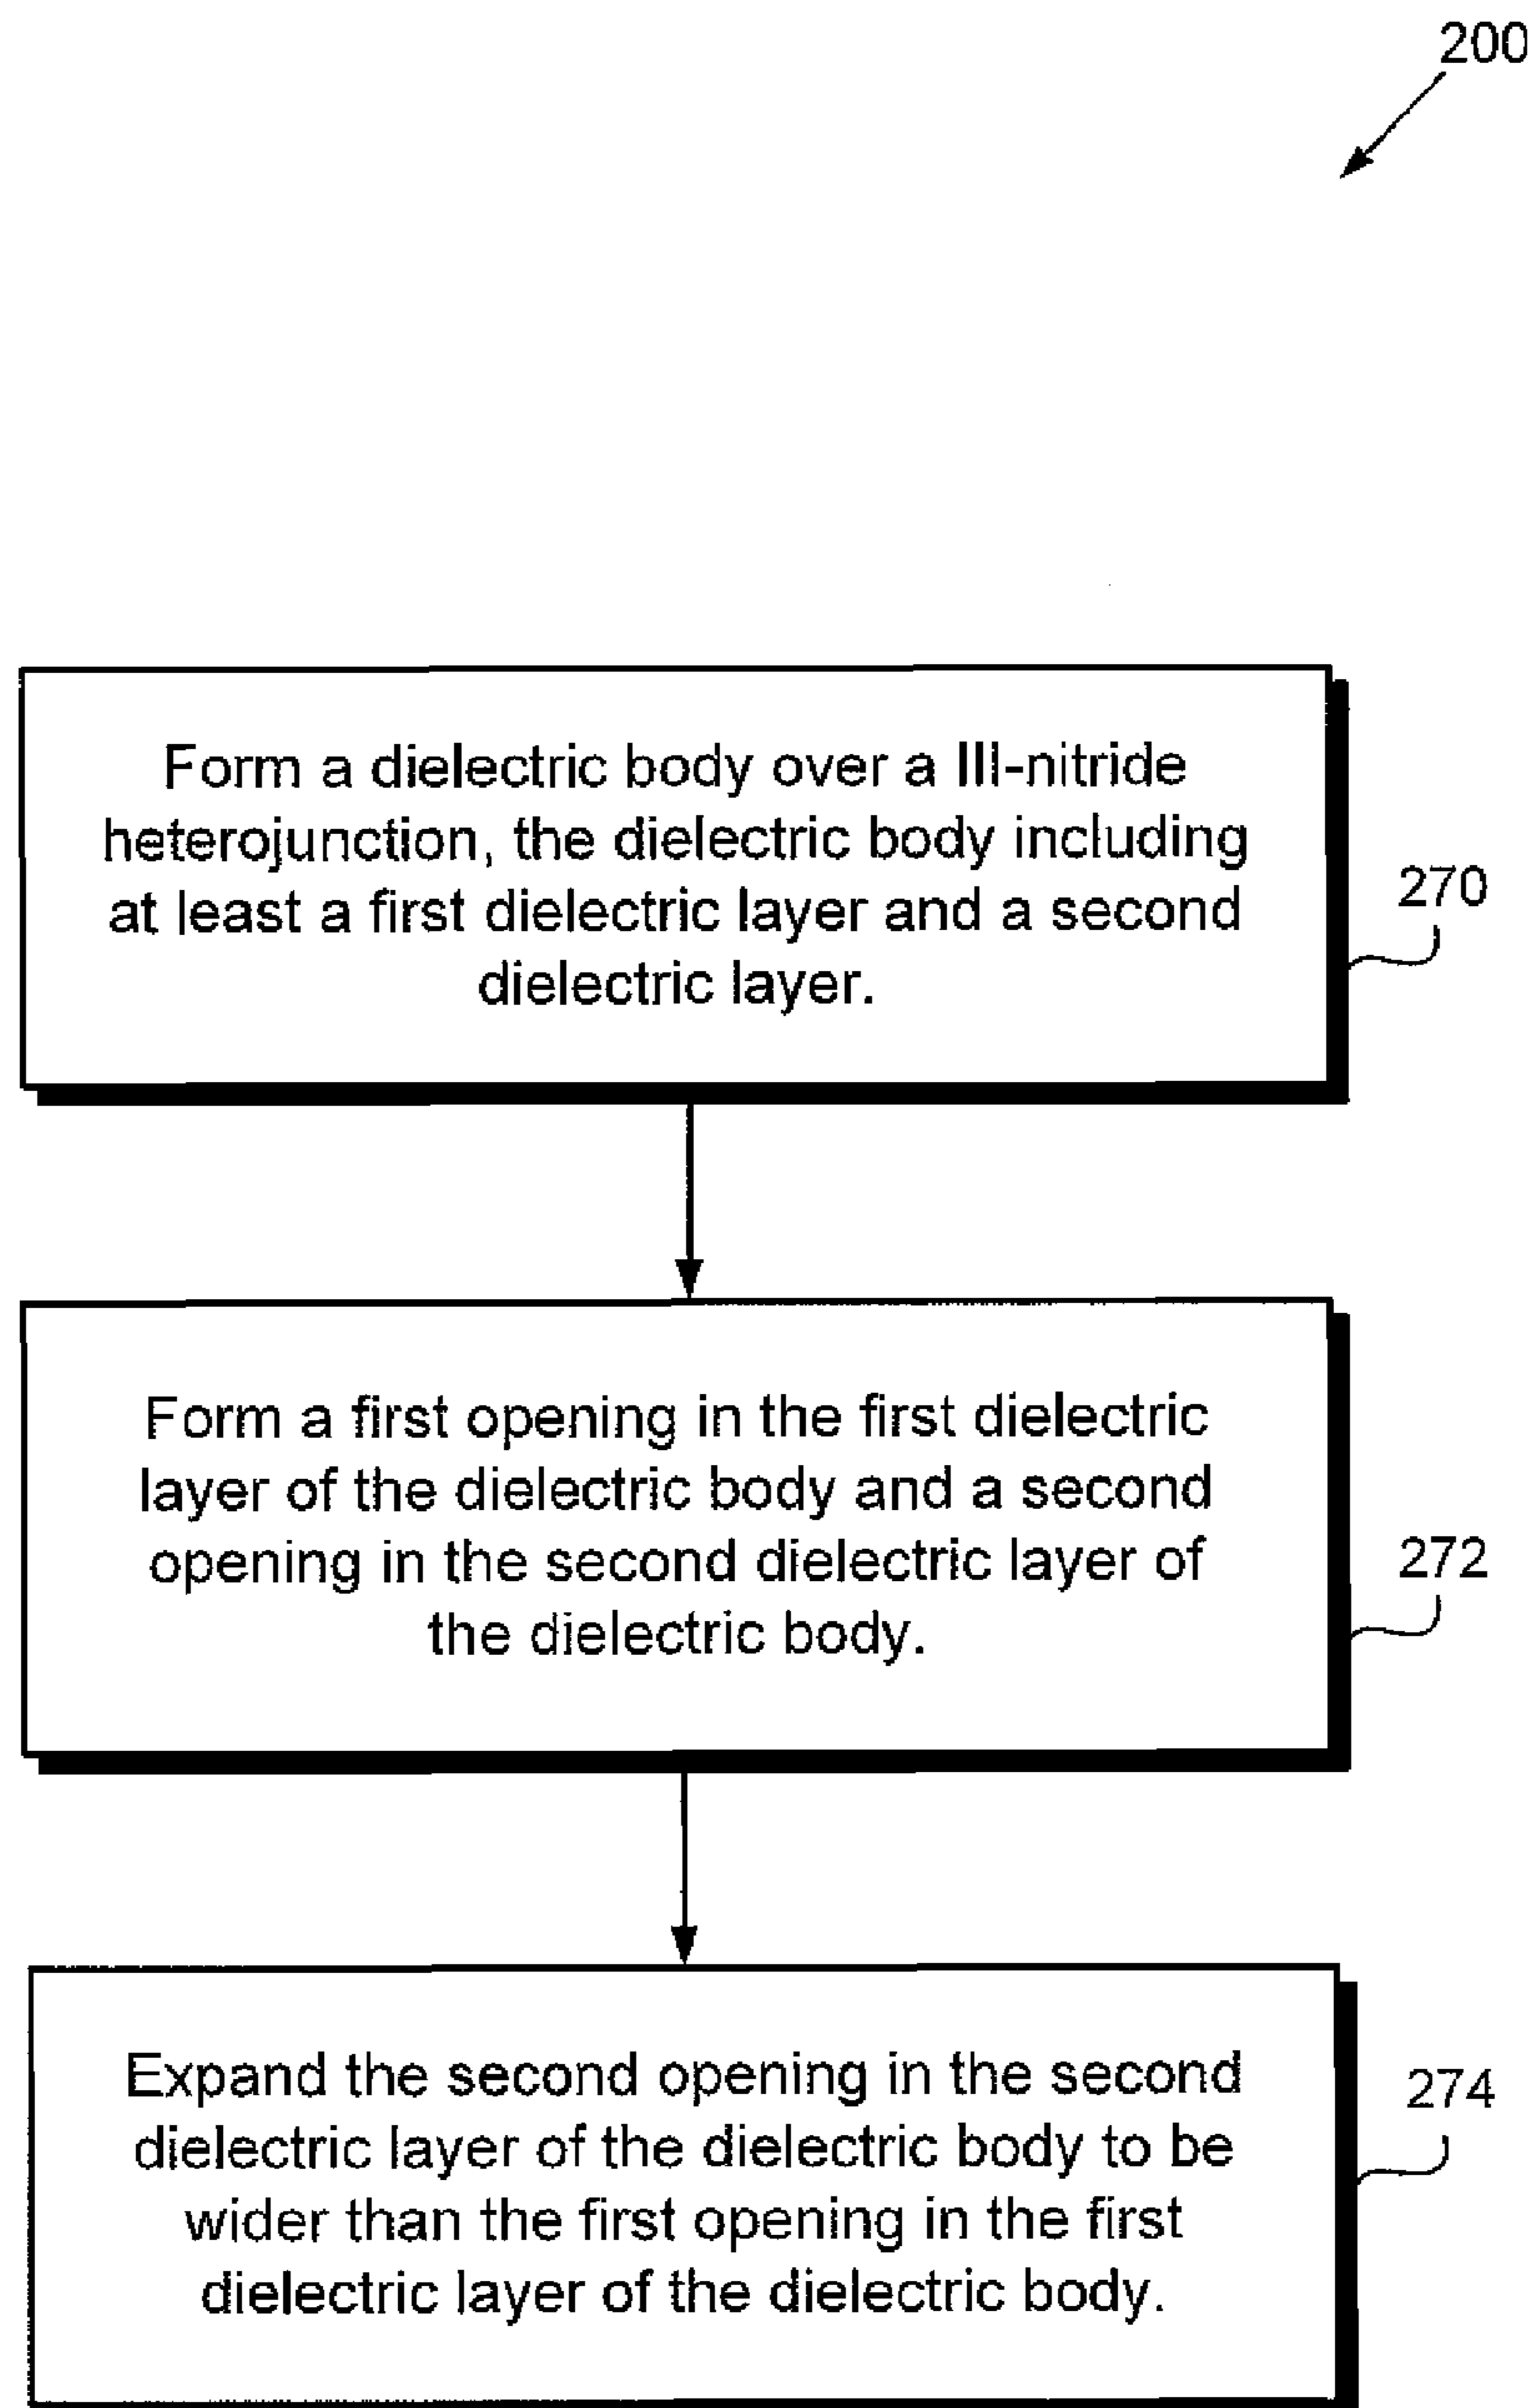 200
Form a dielectric body over a III-nitride
heterojunction, the dielectric body including
at least a first dielectric layer and a second
dielectric layer.
270
Form a first opening in the first dielectric
layer of the dielectric body and a second
opening in the second dielectric layer of
the dielectric body.
272
Expand the second opening in the second
dielectric layer of the dielectric body to be
wider than the first opening in the first
dielectric layer of the dielectric body.
274